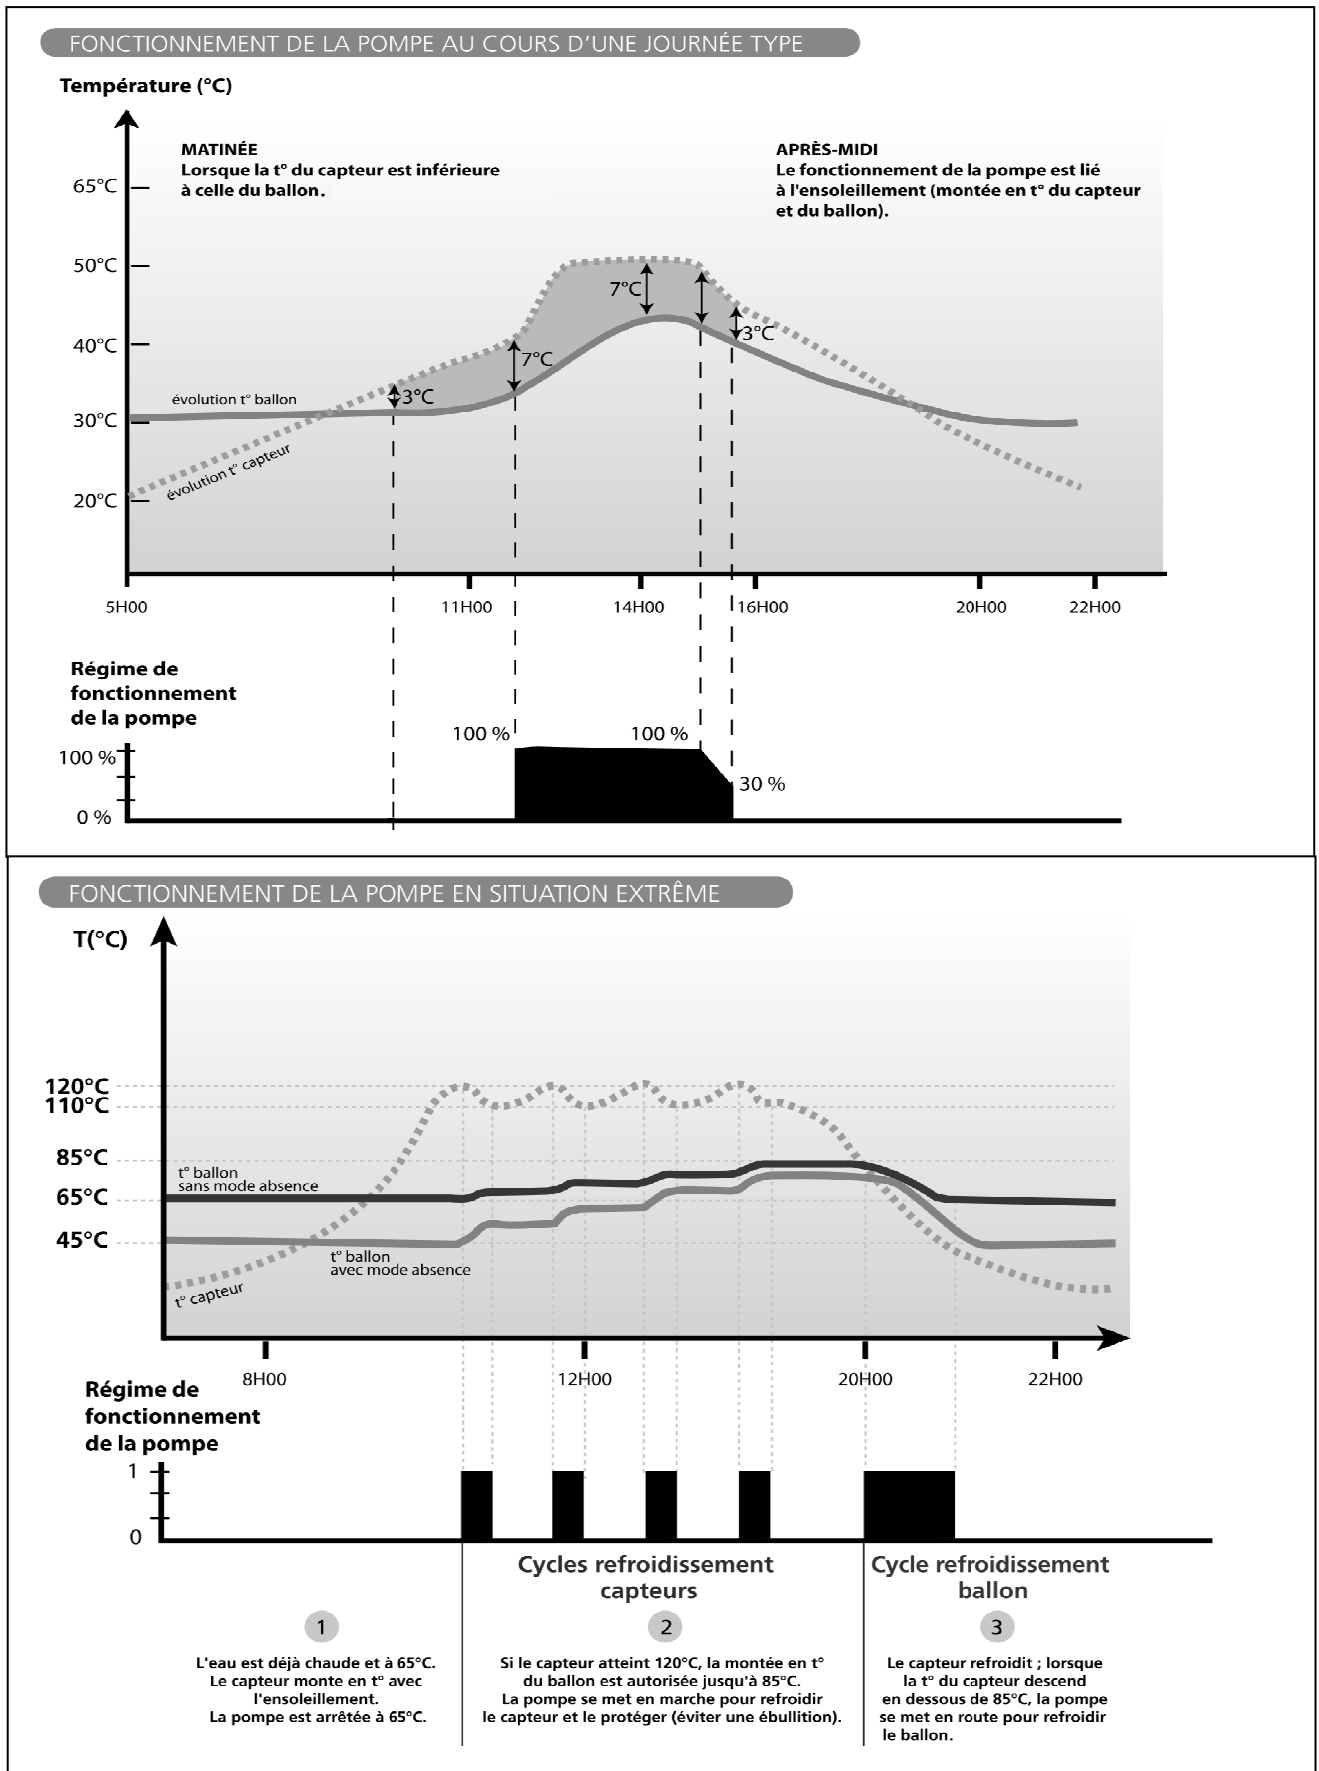 FONCTIONNEMENT DE LA POMPE AU COURS D'UNE JOURNÉE TYPE
Température (°C)
MATINÉE
Lorsque la t° du capteur est inférieure
à celle du ballon.
APRÈS-MIDI
Le fonctionnement de la pompe est lié
à l'ensoleillement (montée en t° du capteur
et du ballon).
65°C
50°C
40°C
30°C
20°C
7°C
3°C
7°C
3°C
évolution t° ballon
évolution t° capteur
5H00
11H00
14H00
16H00
20H00
22H00
Régime de
fonctionnement
de la pompe
100 %
0 %
100 %
100 %
30 %
FONCTIONNEMENT DE LA POMPE EN SITUATION EXTRÊME
T(°C)
120°C
110°C
85°C
65°C
45°C
t° ballon
sans mode absence
t° ballon
avec mode absence
t° capteur
8H00
12H00
20H00
22H00
Régime de
fonctionnement
de la pompe
1
0
Cycles refroidissement
capteurs
Cycle refroidissement
ballon
1
L'eau est déjà chaude et à 65°C.
Le capteur monte en t° avec
l'ensoleillement.
La pompe est arrêtée à 65°C.
2
Si le capteur atteint 120°C, la montée en t°
du ballon est autorisée jusqu'à 85°C.
La pompe se met en marche pour refroidir
le capteur et le protéger (éviter une ébullition).
3
Le capteur refroidit ; lorsque
la t° du capteur descend
en dessous de 85°C, la pompe
se met en route pour refroidir
le ballon.